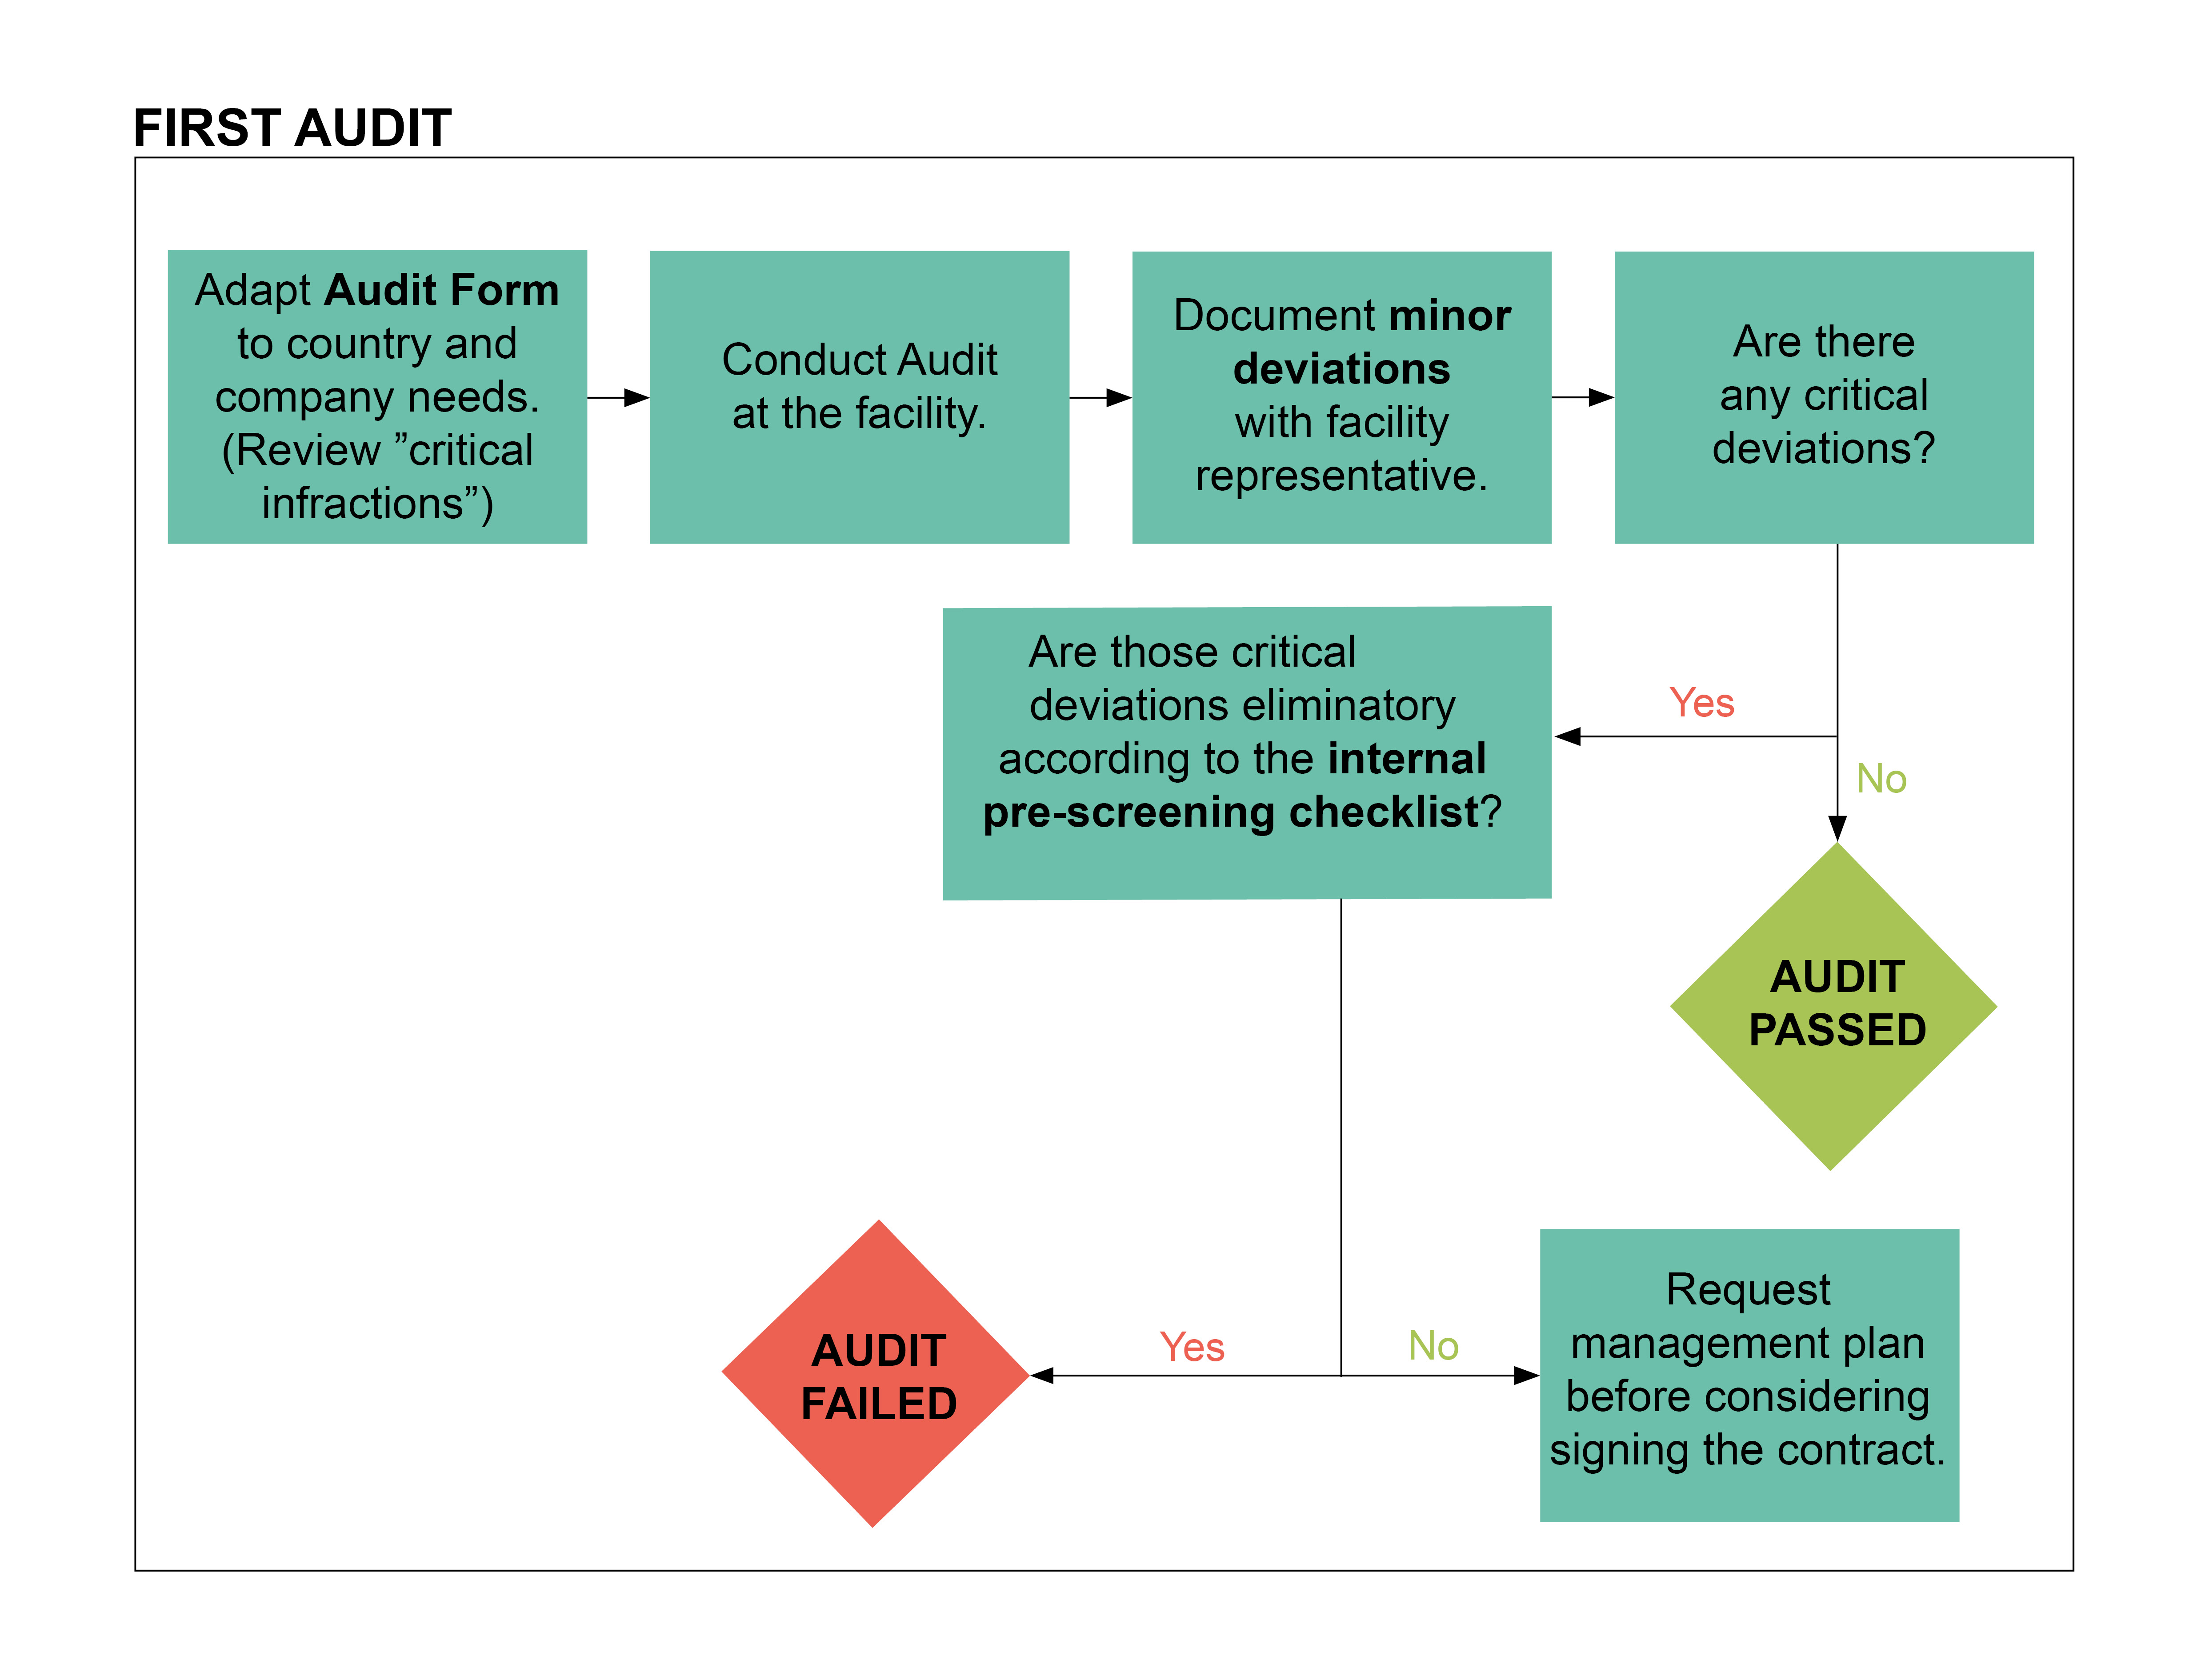 FIRST AUDIT
Adapt Audit Form
to country and
company needs.
(Review ”critical
infractions”)
Conduct Audit
at the facility.
Document minor
deviations
with facility
representative.
Are there
any critical
deviations?
Are those critical
deviations eliminatory
according to the internal
pre-screening checklist?
Yes
No
AUDIT
PASSED
AUDIT
FAILED
Yes
No
Request
management plan
before considering
signing the contract.